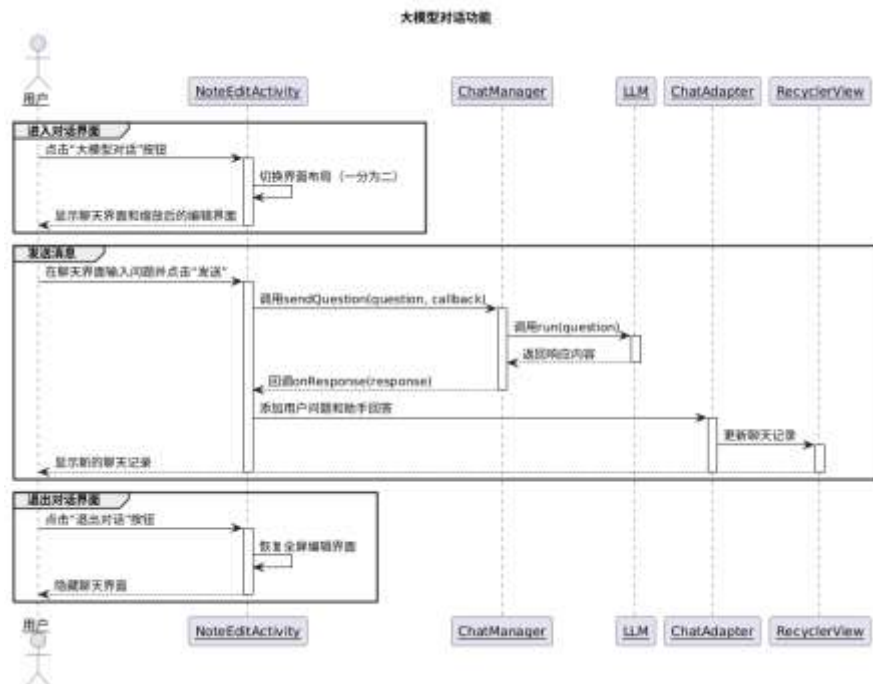 大模型对话功能
用户
NoteEditActivity
ChatManager
LLM
ChatAdapter
RecyclerView
进入对话界面
点击“大模型对话”按钮
切换界面布局（一分为二）
显示聊天界面和缩放后的编辑界面
发送消息
在聊天界面输入问题并点击“发送”
调用sendQuestion(question, callback)
调用run(question)
返回响应内容
回调onResponse(response)
添加用户问题和助手回答
更新聊天记录
显示新的聊天记录
退出对话界面
点击“退出对话”按钮
恢复全屏编辑界面
隐藏聊天界面
用户
NoteEditActivity
ChatManager
LLM
ChatAdapter
RecyclerView